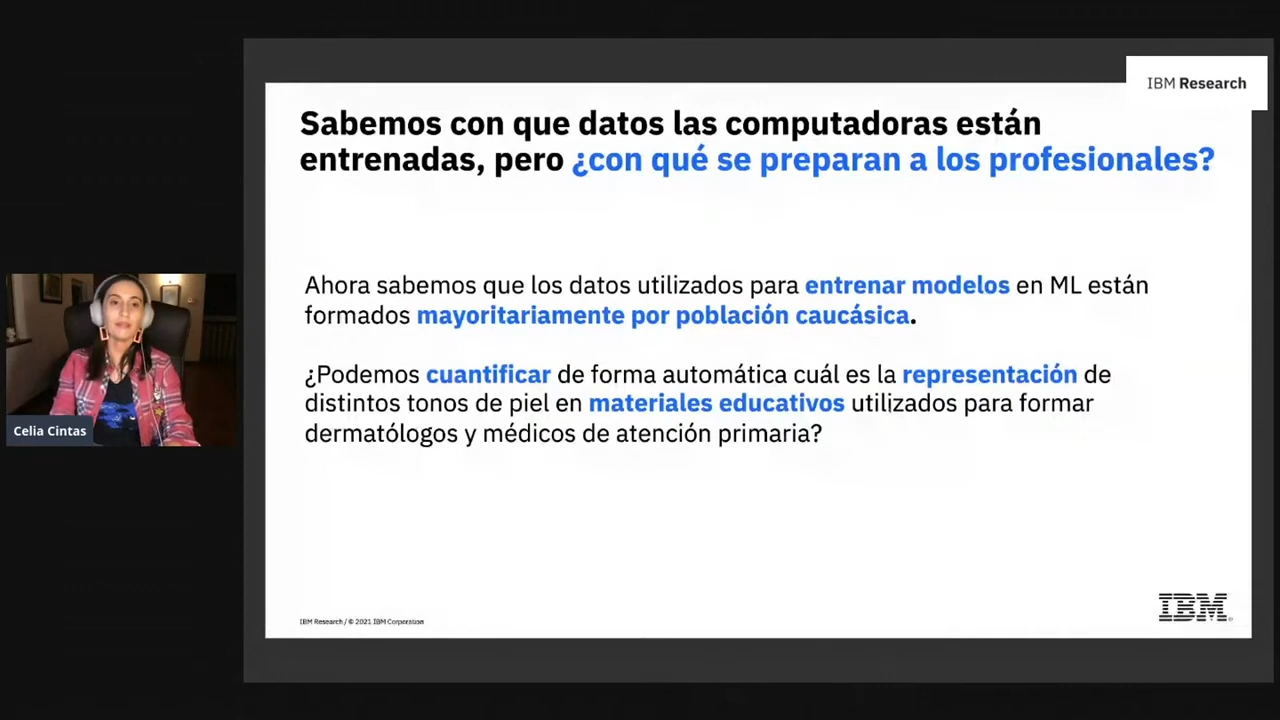 IBM Research
Sabemos con que datos las computadoras están
entrenadas, pero ¿con qué se preparan a los profesionales?
Ahora sabemos que los datos utilizados para entrenar modelos en ML están
formados mayoritariamente por población caucásica.
¿Podemos cuantificar de forma automática cuál es la representación de
distintos tonos de piel en materiales educativos utilizados para formar
dermatólogos y médicos de atención primaria?
Celia Cintas
IBM Research / © 2021 IBM Corporation
IBM